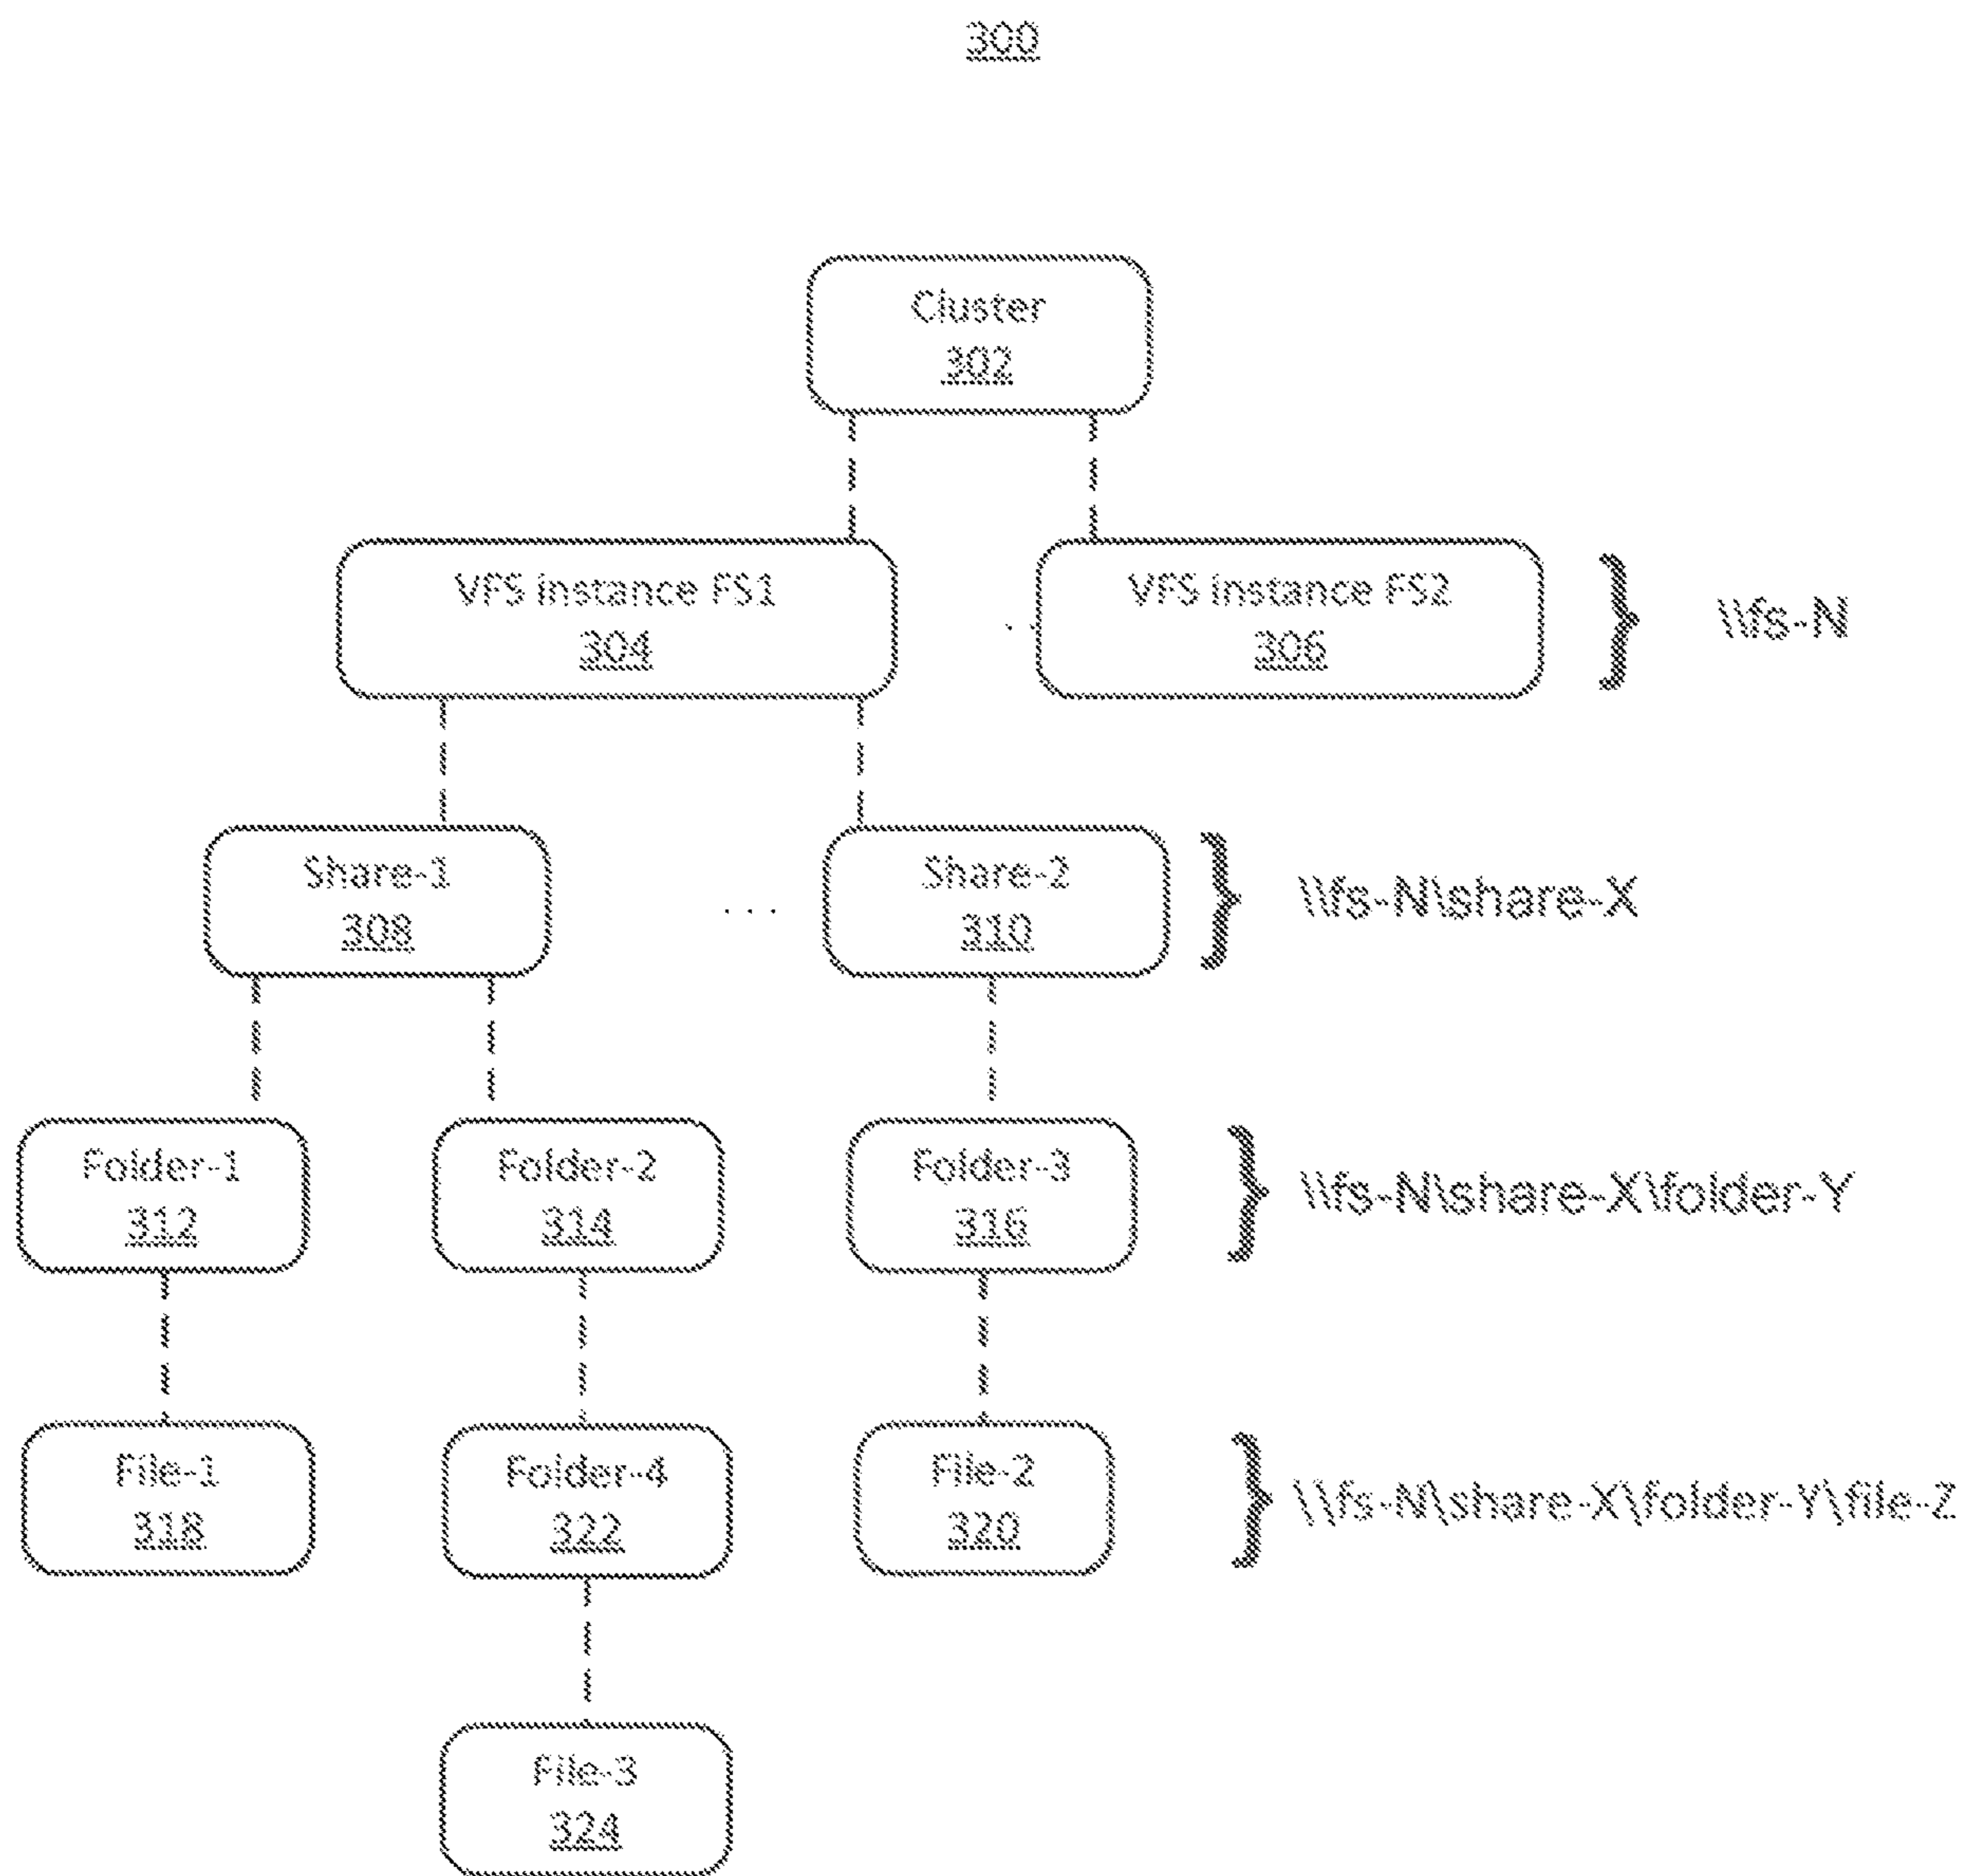 300
Cluster
302
VFS instance FS1
304
. .
VFS instance FS2
306
} \\fs-N
Share-1
308
. . .
Share-2
310
} \\fs-N\share-X
Folder-1
312
Folder-2
314
Folder-3
316
} \\fs-N\share-X\folder-Y
File-1
318
Folder-4
322
File-2
320
} \\fs-N\share-X\folder-Y\file-Z
File-3
324